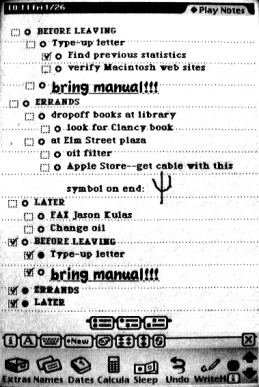 10:11 Fri 1/26
Play Notes
BEFORE LEAVING
Type-up letter
Find previous statistics
verify Macintosh web sites
bring manual!!!
ERRANDS
dropoff books at library
look for Clancy book
at Elm Street plaza
oil filter
Apple Store--get cable with this
symbol on end:
LATER
FAX Jason Kulas
Change oil
BEFORE LEAVING
Type-up letter
bring manual!!!
ERRANDS
LATER
i A New
Extras Names Dates Calcula Sleep Undo WriteH